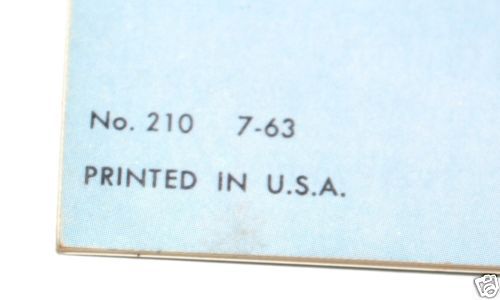 No. 210 7-63
PRINTED IN U.S.A.